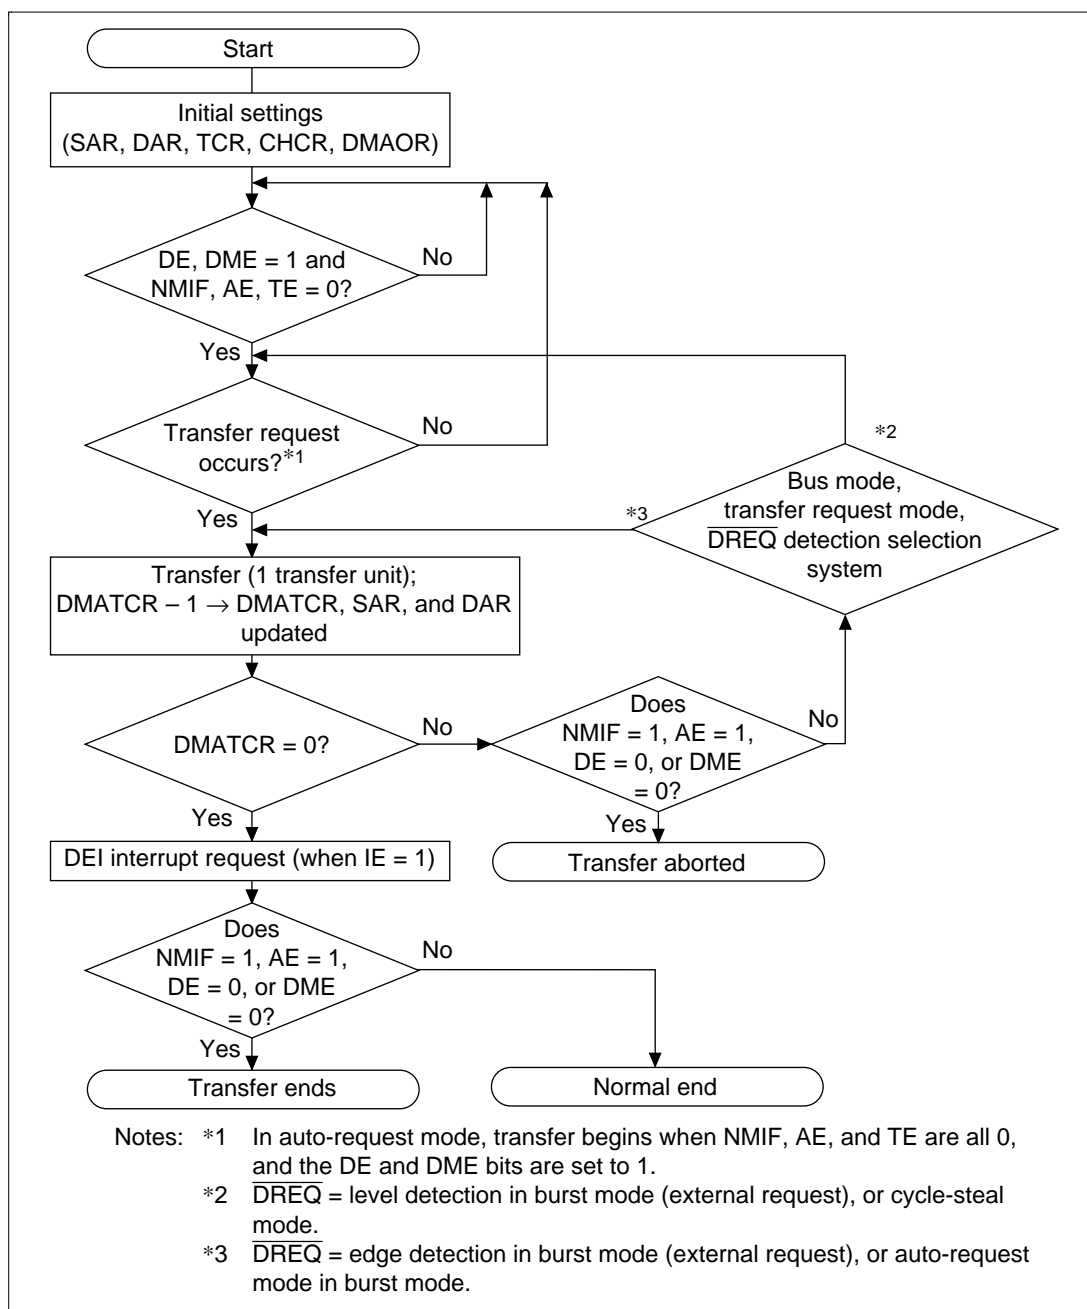 Start
Initial settings
(SAR, DAR, TCR, CHCR, DMAOR)
DE, DME = 1 and
NMIF, AE, TE = 0?
No
Yes
Transfer request
occurs?*1
No
Yes
*2
Bus mode,
transfer request mode,
DREQ detection selection
system
*3
Transfer (1 transfer unit);
DMATCR – 1 → DMATCR, SAR, and DAR
updated
DMATCR = 0?
No
Does
NMIF = 1, AE = 1,
DE = 0, or DME
= 0?
No
Yes
Yes
DEI interrupt request (when IE = 1)
Transfer aborted
Does
NMIF = 1, AE = 1,
DE = 0, or DME
= 0?
No
Yes
Transfer ends
Normal end
Notes: *1 In auto-request mode, transfer begins when NMIF, AE, and TE are all 0,
and the DE and DME bits are set to 1.
*2 DREQ = level detection in burst mode (external request), or cycle-steal
mode.
*3 DREQ = edge detection in burst mode (external request), or auto-request
mode in burst mode.